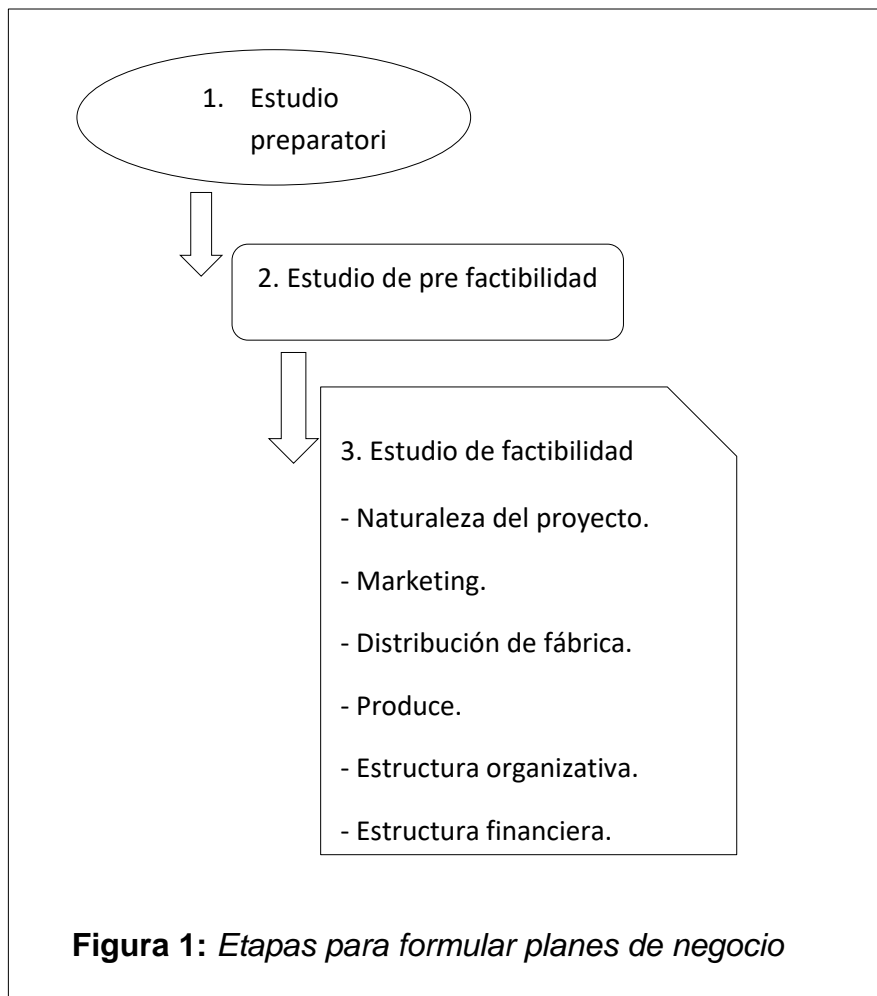 1. Estudio
preparatori
2. Estudio de pre factibilidad
3. Estudio de factibilidad
- Naturaleza del proyecto.
- Marketing.
- Distribución de fábrica.
- Produce.
- Estructura organizativa.
- Estructura financiera.
Figura 1: Etapas para formular planes de negocio